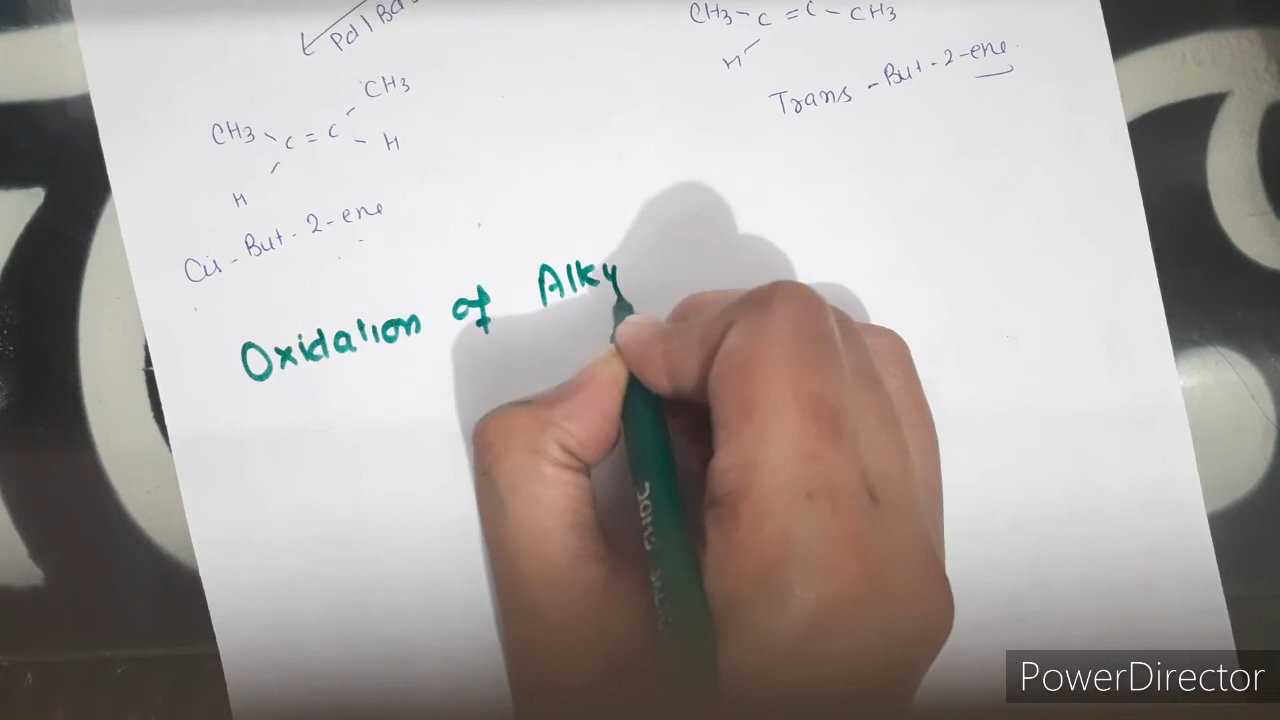 Pd | Ba
CH3 - C = C - CH3
H
Trans - But - 2 - ene.
CH3
CH3 \ C = C - H
H
Cis - But - 2 - ene
Oxidation of Alky
PowerDirector